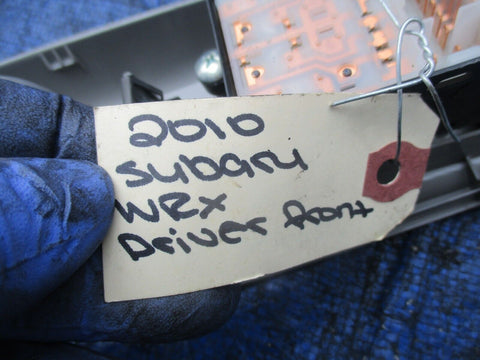 2010
Subaru
WRX
Driver front